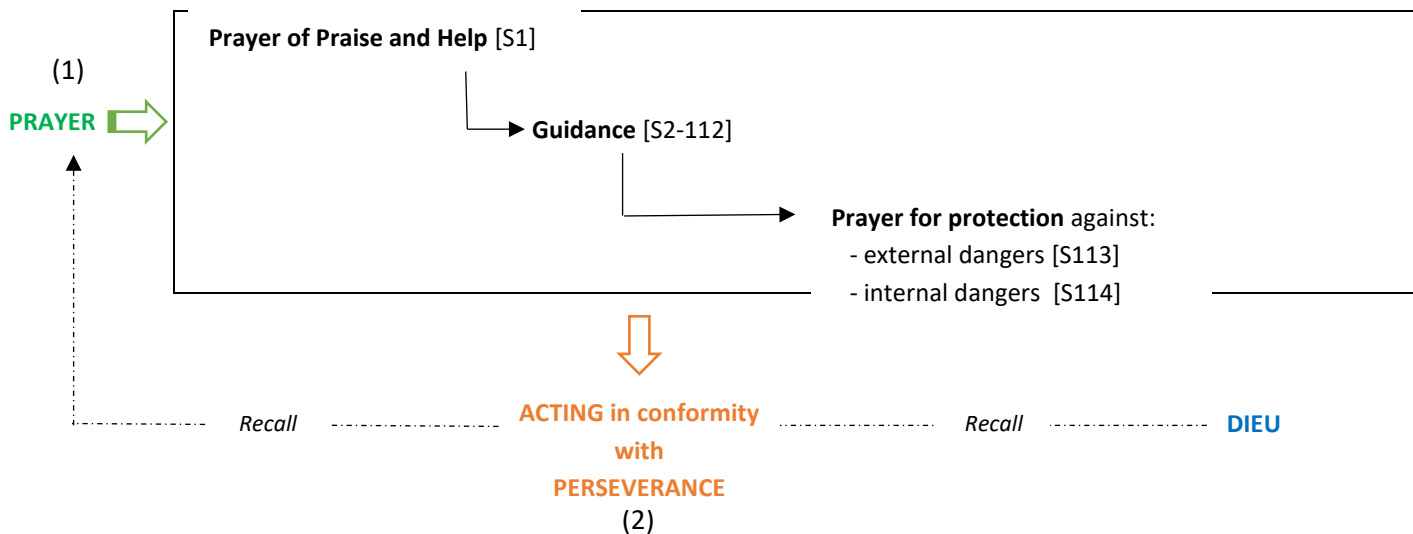 Prayer of Praise and Help [S1]
(1)
PRAYER
Guidance [S2-112]
Prayer for protection against:
- external dangers [S113]
- internal dangers [S114]
Recall
ACTING in conformity
with
PERSEVERANCE
(2)
Recall
DIEU